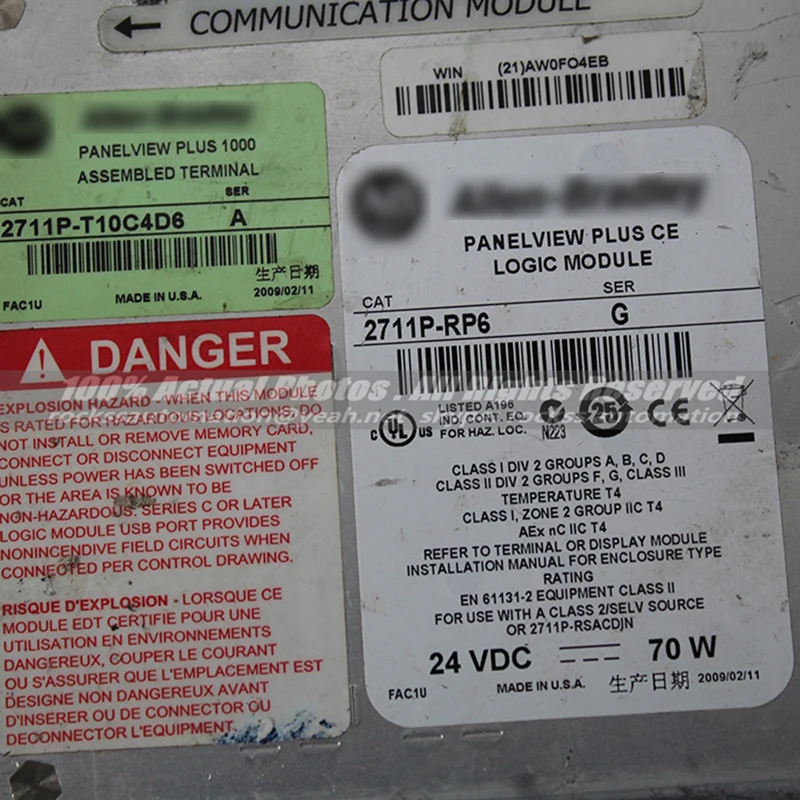 COMMUNICATION MODULE
WIN (21)AW0FO4EB
PANELVIEW PLUS 1000
ASSEMBLED TERMINAL
CAT SER
2711P-T10C4D6 A
生产日期
FAC1U MADE IN U.S.A. 2009/02/11
Allen-Bradley
PANELVIEW PLUS CE
LOGIC MODULE
CAT SER
2711P-RP6 G
LISTED A196
IND. CONT. EQ.
FOR HAZ. LOC.
C UL US
N223
25
CE
CLASS I DIV 2 GROUPS A, B, C, D
CLASS II DIV 2 GROUPS F, G, CLASS III
TEMPERATURE T4
CLASS I, ZONE 2 GROUP IIC T4
AEx nC IIC T4
REFER TO TERMINAL OR DISPLAY MODULE
INSTALLATION MANUAL FOR ENCLOSURE TYPE
RATING
EN 61131-2 EQUIPMENT CLASS II
FOR USE WITH A CLASS 2/SELV SOURCE
OR 2711P-RSACDIN
24 VDC 70 W
FAC1U MADE IN U.S.A. 生产日期 2009/02/11
DANGER
EXPLOSION HAZARD - WHEN THIS MODULE
IS RATED FOR HAZARDOUS LOCATIONS, DO
NOT INSTALL OR REMOVE MEMORY CARD,
CONNECT OR DISCONNECT EQUIPMENT
UNLESS POWER HAS BEEN SWITCHED OFF
OR THE AREA IS KNOWN TO BE
NON-HAZARDOUS. SERIES C OR LATER
LOGIC MODULE USB PORT PROVIDES
NONINCENDIVE FIELD CIRCUITS WHEN
CONNECTED PER CONTROL DRAWING.
RISQUE D'EXPLOSION - LORSQUE CE
MODULE EDT CERTIFIE POUR UNE
UTILISATION EN ENVIRONNEMENT
DANGEREUX, COUPER LE COURANT
OU S'ASSURER QUE L'EMPLACEMENT EST
DESIGNE NON DANGEREUX AVANT
D'INSERER OU DE CONNECTOR OU
DECONNECTOR L'EQUIPMENT.
100% Actual Photos . All Rights Reserved